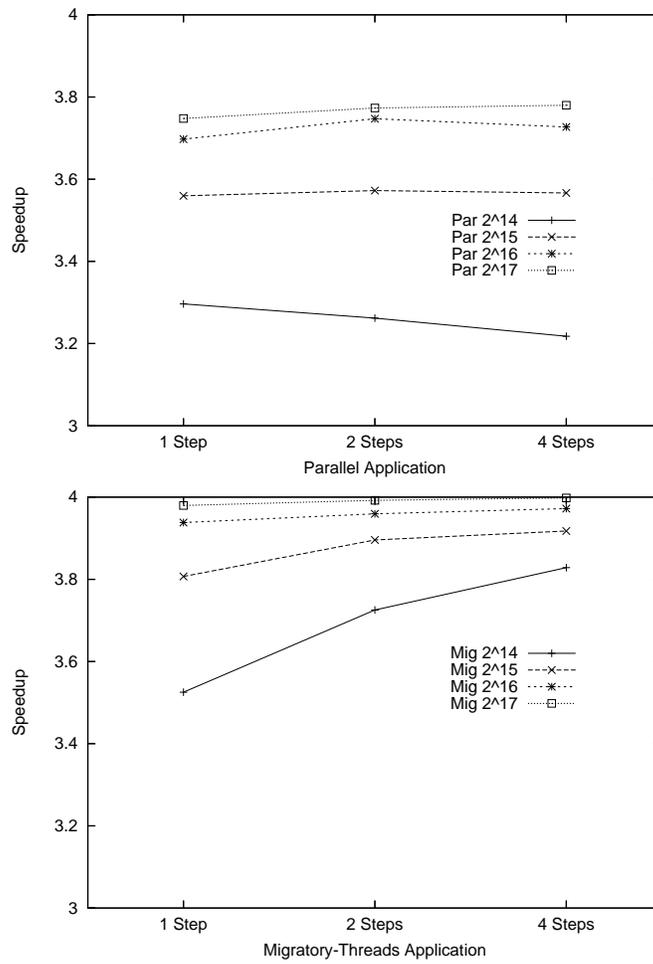 4
3.8
3.6
3.4
3.2
3
Speedup
Par 2^14
Par 2^15
Par 2^16
Par 2^17
1 Step
2 Steps
4 Steps
Parallel Application
4
3.8
3.6
3.4
3.2
3
Speedup
Mig 2^14
Mig 2^15
Mig 2^16
Mig 2^17
1 Step
2 Steps
4 Steps
Migratory-Threads Application